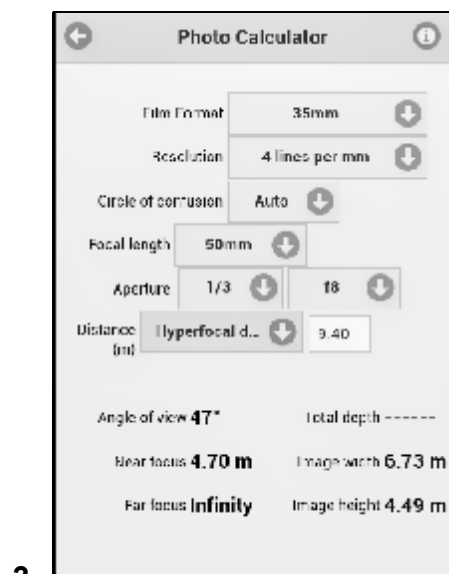 Photo Calculator
Film Format 35mm
Resolution 4 lines per mm
Circle of confusion Auto
Focal length 50mm
Aperture 1/3 f8
Distance (m) Hyperfocal d... 9.40
Angle of view 47° Total depth ------
Near focus 4.70 m Image width 6.73 m
Far focus Infinity Image height 4.49 m